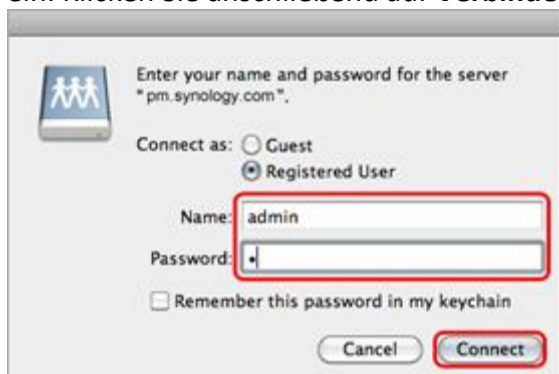 Enter your name and password for the server
"pm.synology.com".
Connect as: Guest
Registered User
Name: admin
Password: •
Remember this password in my keychain
Cancel Connect